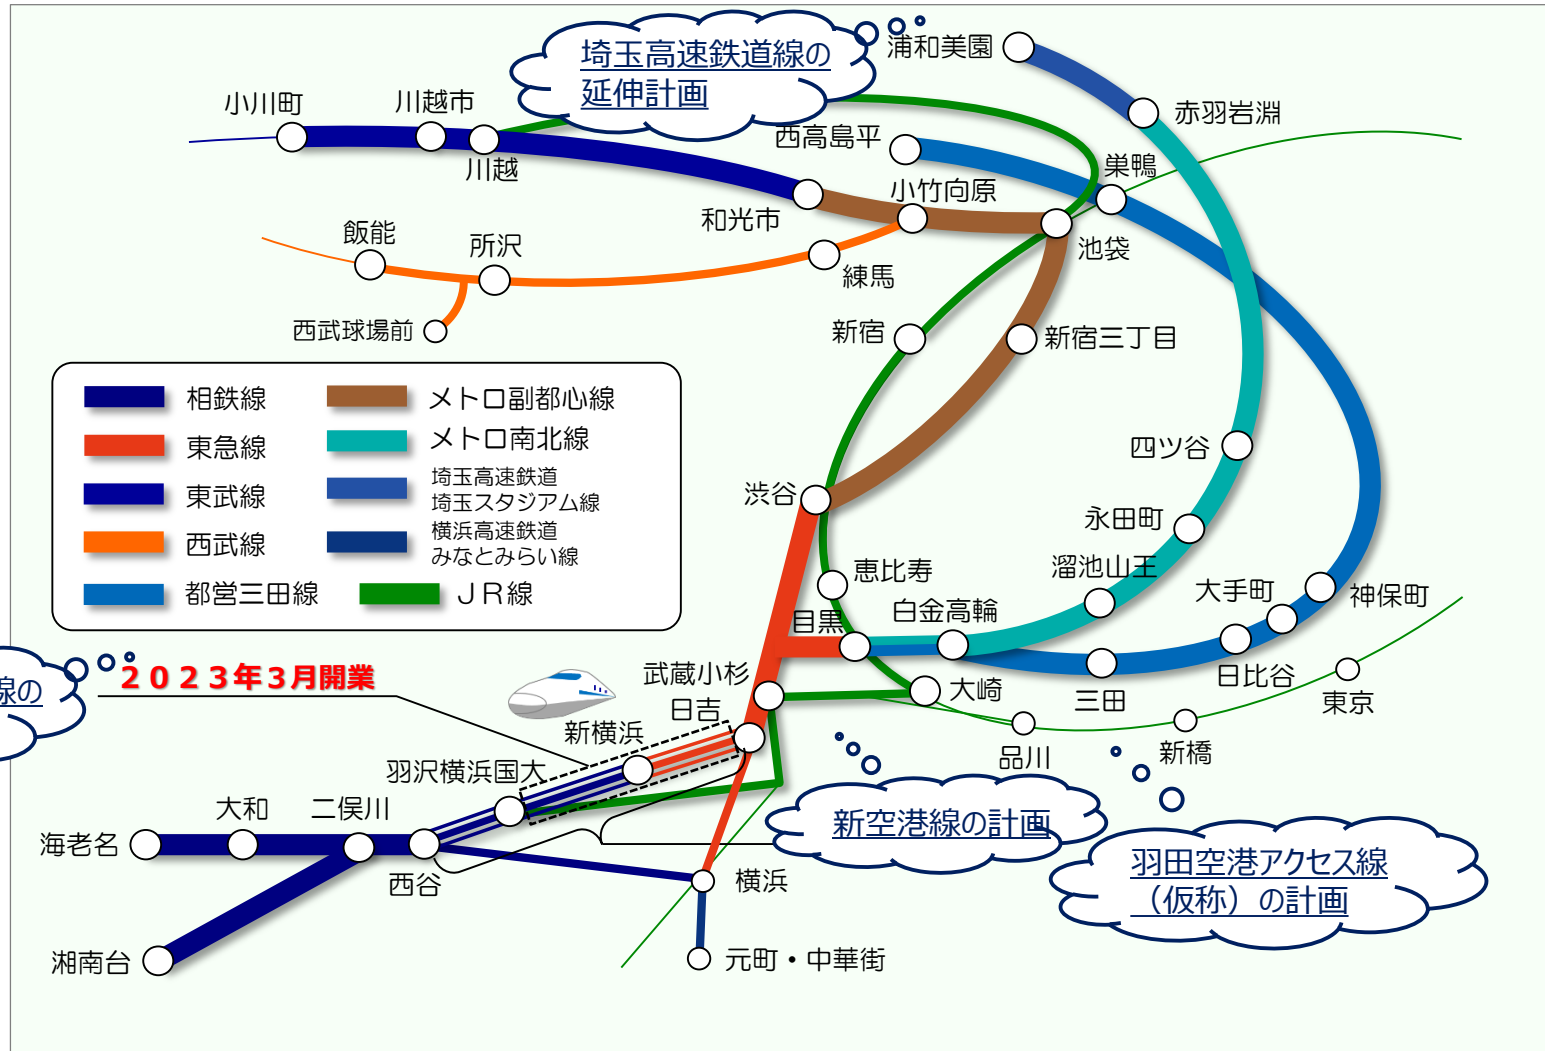 埼玉高速鉄道線の
延伸計画
浦和美園
小川町
川越市
川越
赤羽岩淵
西高島平
巣鴨
小竹向原
和光市
池袋
飯能
所沢
練馬
西武球場前
新宿
新宿三丁目
相鉄線
メトロ副都心線
東急線
メトロ南北線
東武線
埼玉高速鉄道
埼玉スタジアム線
西武線
横浜高速鉄道
みなとみらい線
都営三田線
ＪＲ線
四ツ谷
渋谷
永田町
溜池山王
恵比寿
大手町
神保町
目黒
白金高輪
線の
２０２３年３月開業
武蔵小杉
日吉
大崎
三田
日比谷
東京
新横浜
品川
新橋
羽沢横浜国大
大和
二俣川
新空港線の計画
海老名
西谷
横浜
羽田空港アクセス線
（仮称）の計画
湘南台
元町・中華街